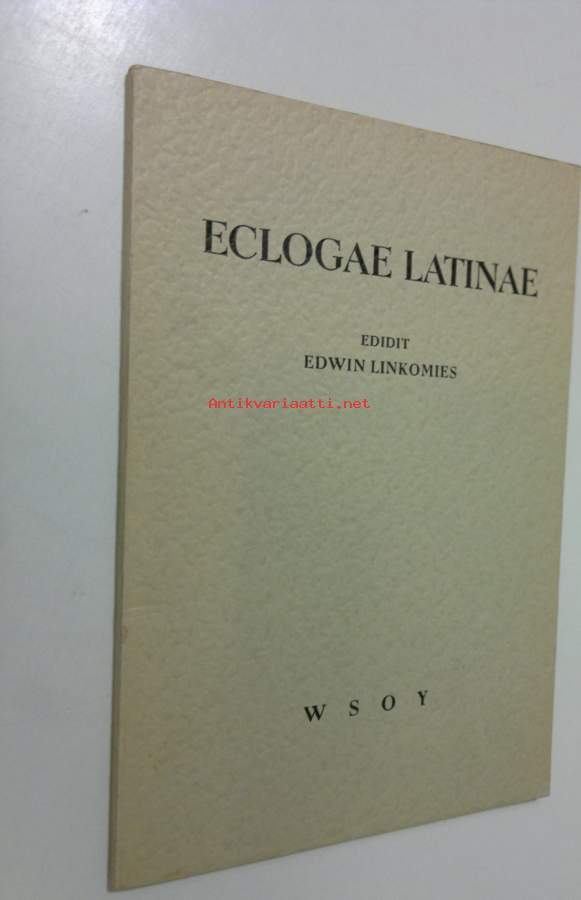 ECLOGAE LATINAE
EDIDIT
EDWIN LINKOMIES
Antikvariaatti.net
W S O Y